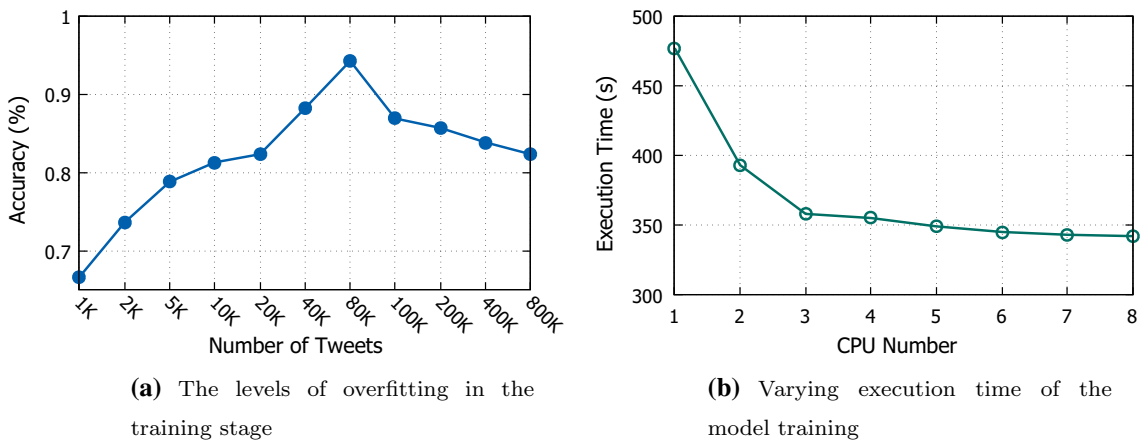 1
0.9
0.8
0.7
Accuracy (%)
1K
2K
5K
10K
20K
40K
80K
100K
200K
400K
800K
Number of Tweets
(a) The levels of overfitting in the
training stage
500
450
400
350
300
Execution Time (s)
1 2 3 4 5 6 7 8
CPU Number
(b) Varying execution time of the
model training